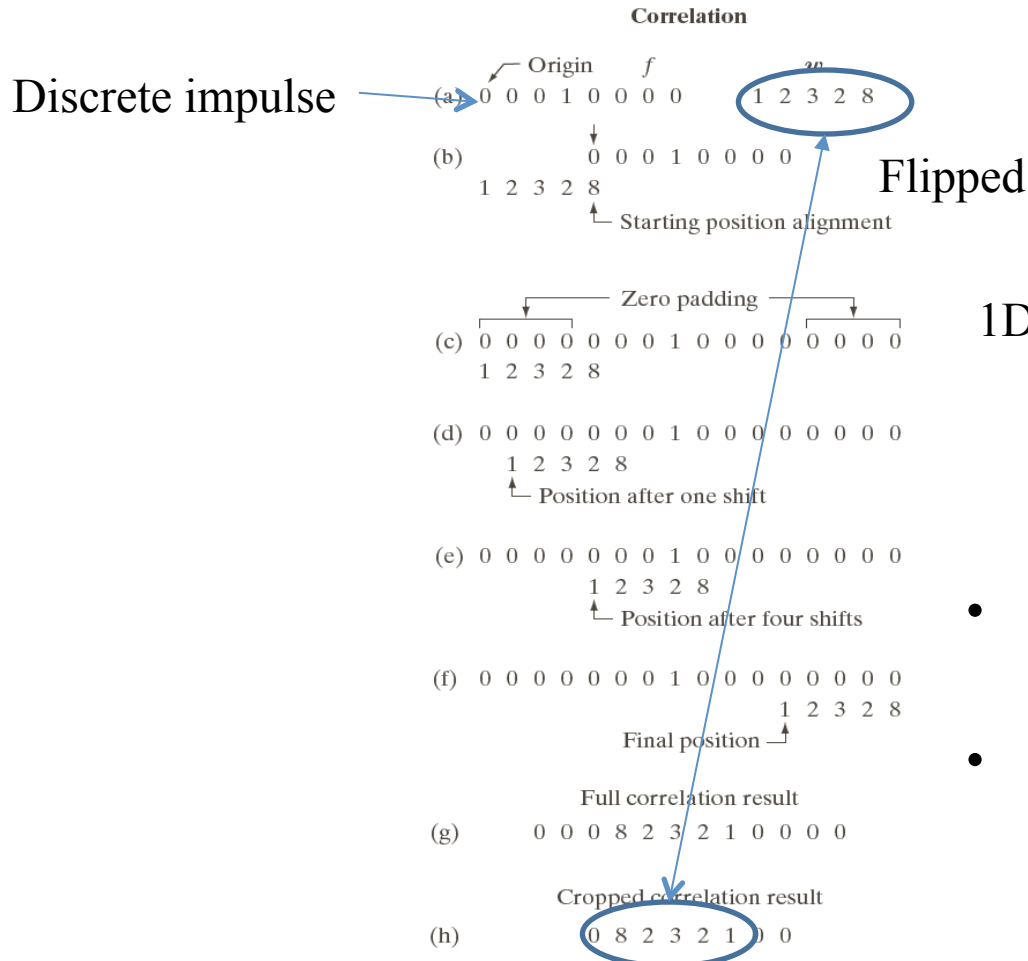 Correlation
Origin f w
Discrete impulse (a) 0 0 0 1 0 0 0 0 1 2 3 2 8
(b) 0 0 0 1 0 0 0 0
Flipped
1 2 3 2 8
Starting position alignment
Zero padding
1D
(c) 0 0 0 0 0 0 0 1 0 0 0 0 0 0 0 0
1 2 3 2 8
(d) 0 0 0 0 0 0 0 1 0 0 0 0 0 0 0 0
1 2 3 2 8
Position after one shift
(e) 0 0 0 0 0 0 0 1 0 0 0 0 0 0 0 0
1 2 3 2 8
Position after four shifts
•
(f) 0 0 0 0 0 0 0 1 0 0 0 0 0 0 0 0
1 2 3 2 8
Final position
•
Full correlation result
(g) 0 0 0 8 2 3 2 1 0 0 0 0
Cropped correlation result
(h) 0 8 2 3 2 1 0 0